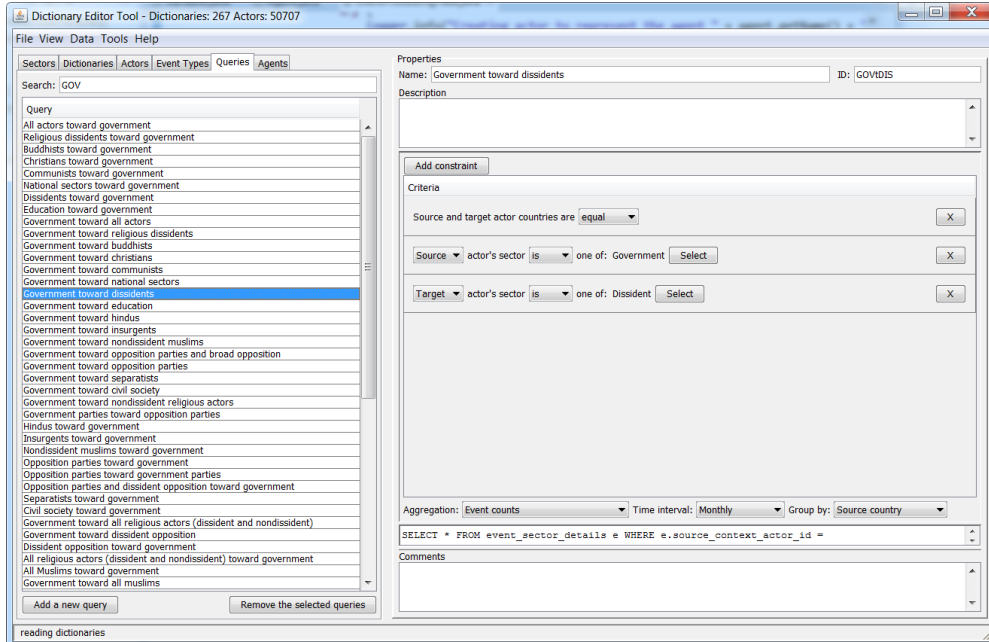 Dictionary Editor Tool - Dictionaries: 267 Actors: 50707
File View Data Tools Help
Sectors Dictionaries Actors Event Types Queries Agents
Search: GOV
Query
All actors toward government
Religious dissidents toward government
Buddhists toward government
Christians toward government
Communists toward government
National sectors toward government
Dissidents toward government
Education toward government
Government toward all actors
Government toward religious dissidents
Government toward buddhists
Government toward christians
Government toward communists
Government toward national sectors
Government toward dissidents
Government toward education
Government toward hindus
Government toward insurgents
Government toward nondissident muslims
Government toward opposition parties and broad opposition
Government toward opposition parties
Government toward separatists
Government toward civil society
Government toward nondissident religious actors
Government parties toward opposition parties
Hindus toward government
Insurgents toward government
Nondissident muslims toward government
Opposition parties toward government
Opposition parties toward government parties
Opposition parties and dissident opposition toward government
Separatists toward government
Civil society toward government
Government toward all religious actors (dissident and nondissident)
Government toward dissident opposition
Dissident opposition toward government
All religious actors (dissident and nondissident) toward government
All Muslims toward government
Government toward all muslims
Add a new query Remove the selected queries
Properties
Name: Government toward dissidents ID: GOVtDIS
Description
Add constraint
Criteria
Source and target actor countries are equal X
Source actor's sector is one of: Government Select X
Target actor's sector is one of: Dissident Select X
Aggregation: Event counts Time interval: Monthly Group by: Source country
SELECT * FROM event_sector_details e WHERE e.source_context_actor_id =
Comments
reading dictionaries